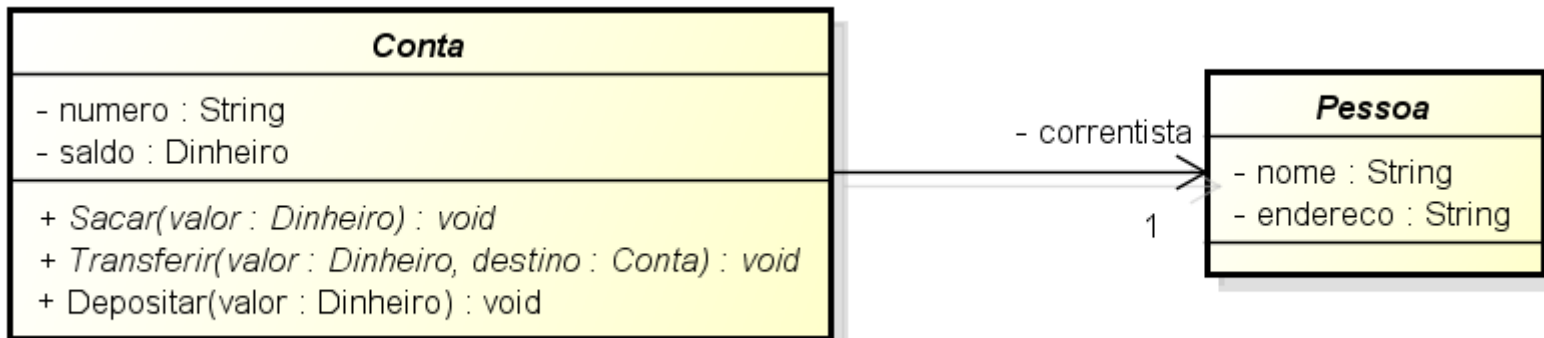 Conta
- numero : String
- saldo : Dinheiro
+ Sacar(valor : Dinheiro) : void
+ Transferir(valor : Dinheiro, destino : Conta) : void
+ Depositar(valor : Dinheiro) : void
- correntista
1
Pessoa
- nome : String
- endereco : String